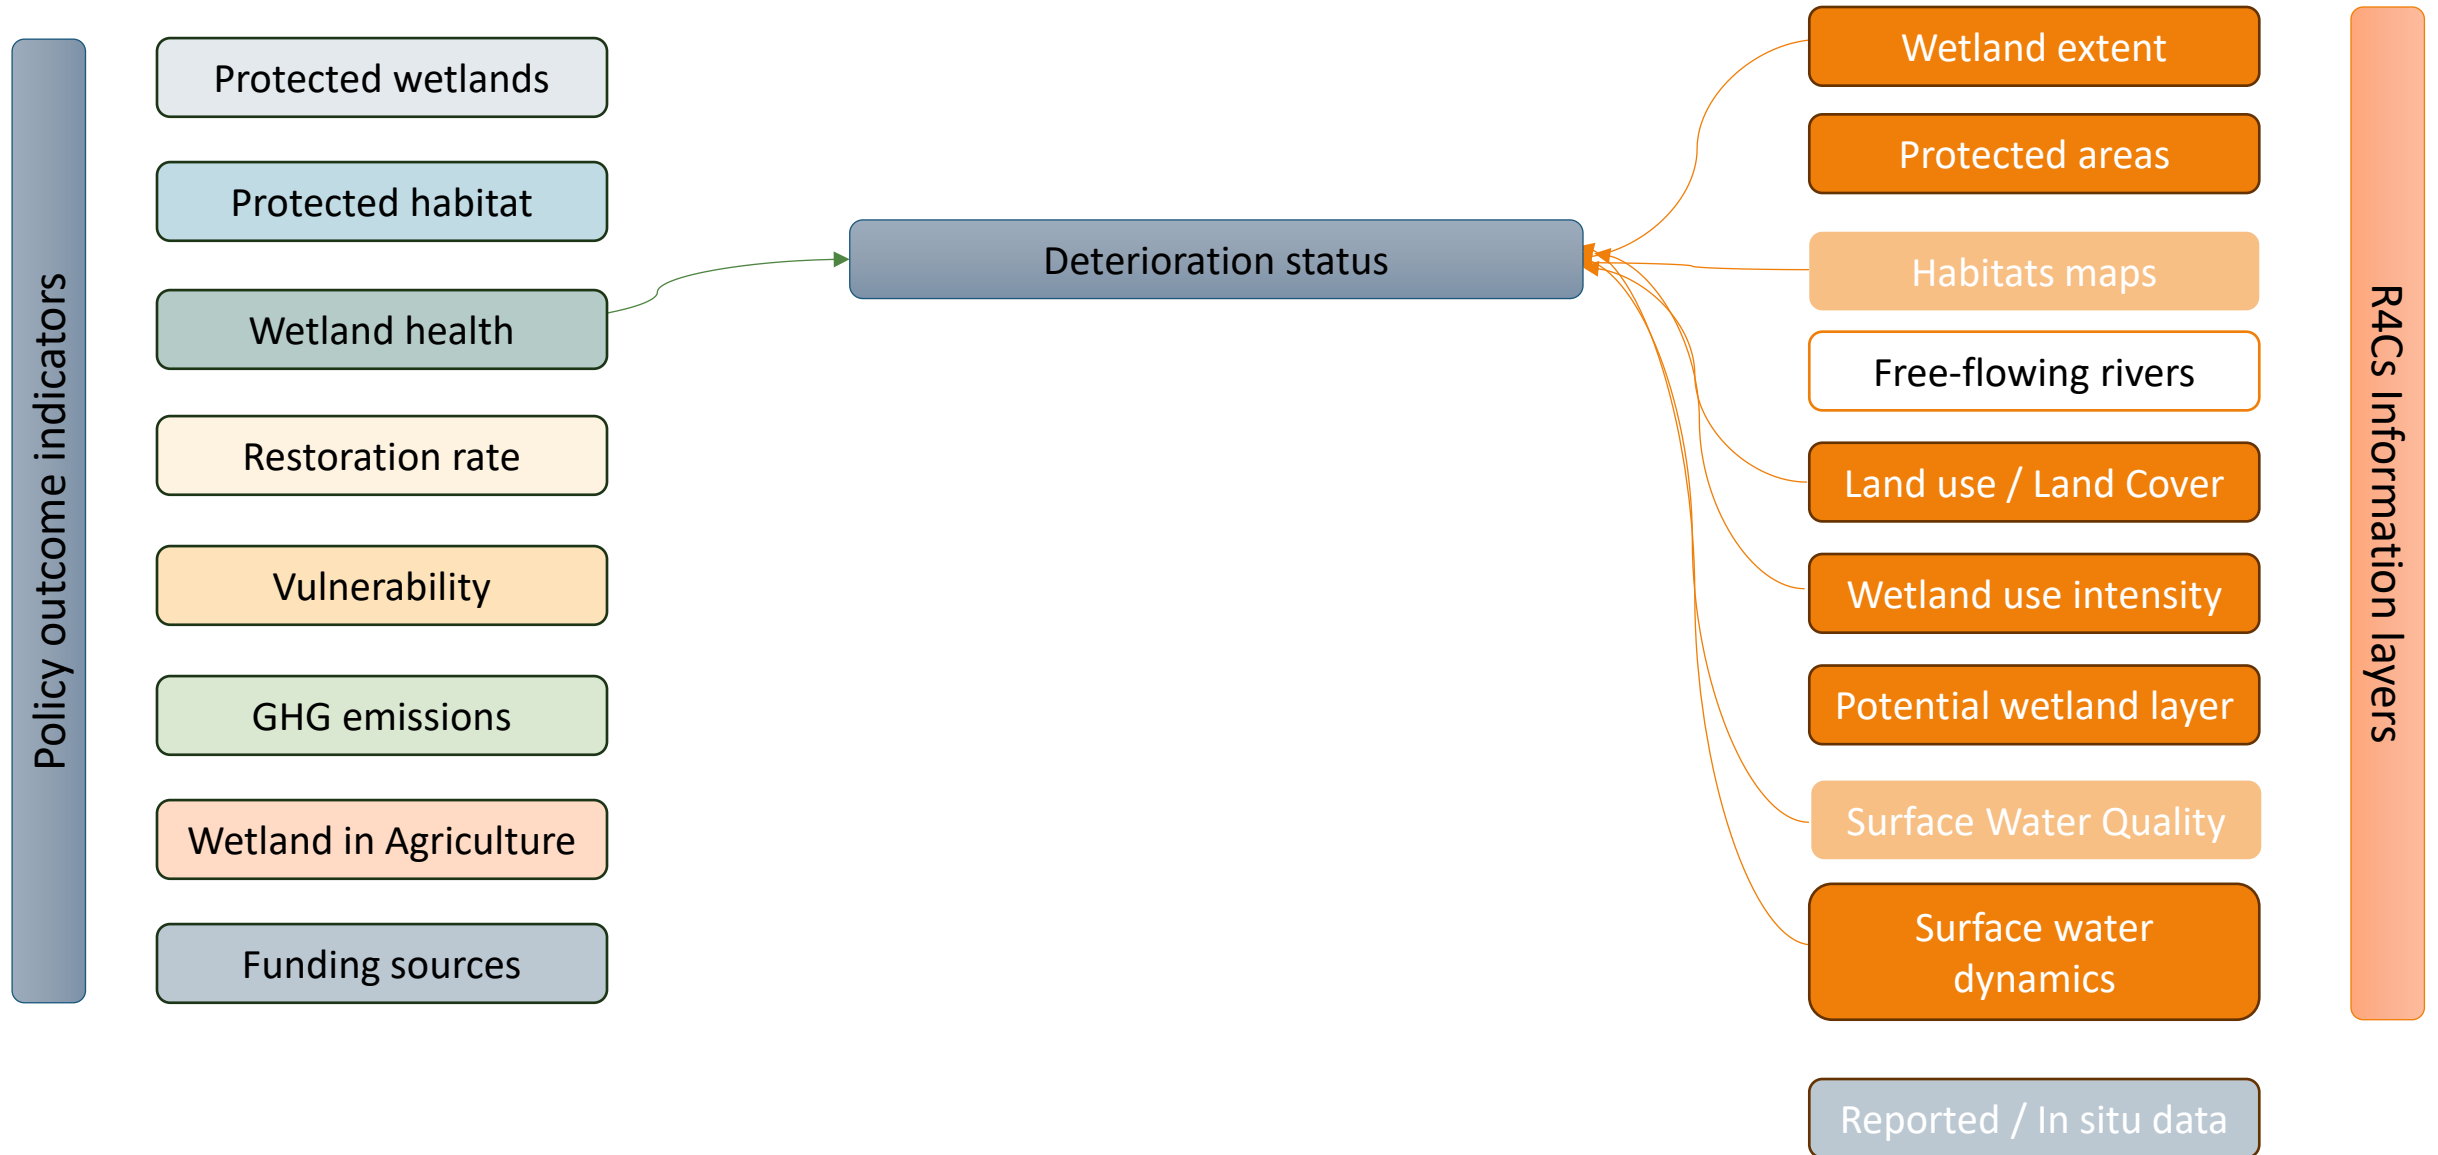 Policy outcome indicators
Protected wetlands
Protected habitat
Wetland health
Restoration rate
Vulnerability
GHG emissions
Wetland in Agriculture
Funding sources
Deterioration status
Wetland extent
Protected areas
Habitats maps
Free-flowing rivers
Land use / Land Cover
Wetland use intensity
Potential wetland layer
Surface Water Quality
Surface water
dynamics
Reported / In situ data
R4Cs Information layers